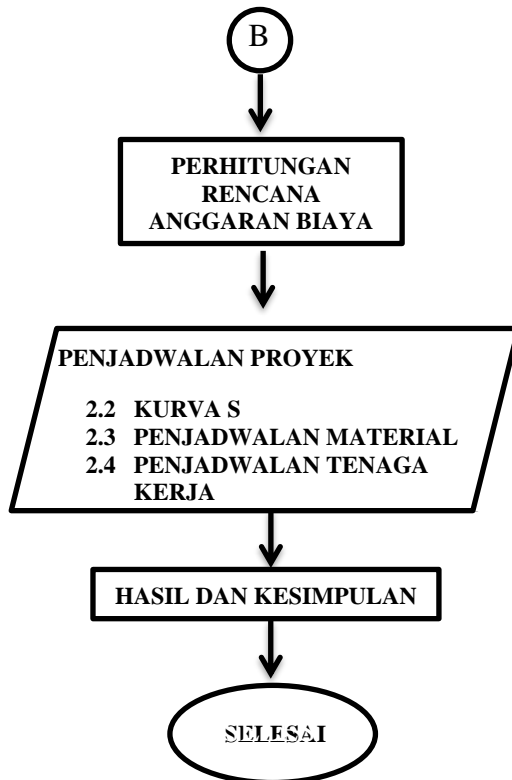 B
PERHITUNGAN
RENCANA
ANGGARAN BIAYA
PENJADWALAN PROYEK
2.2 KURVA S
2.3 PENJADWALAN MATERIAL
2.4 PENJADWALAN TENAGA
KERJA
HASIL DAN KESIMPULAN
SELESAI